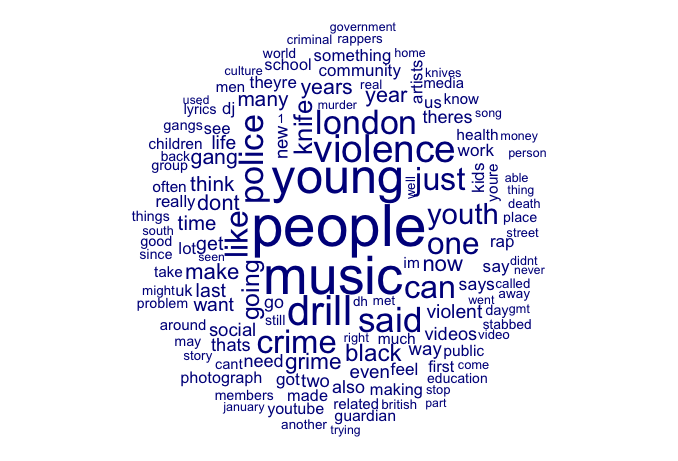 government
criminal rappers
world something home
culture school community artists knives
men theyre years real media
used many murder year us know
lyrics dj new 1 knife london theres song
gangs see police violence health money
children life work person
back gang young just kids youre able
group think well thing
often dont people youth death
really like one place
things time street
south get rap
good lot seen music im now say didnt
since going can never
take make says called
might uk last drill dh met went away
problem want go said violent day gmt
around social still right much videos stabbed
may thats crime black way public video
story cant need grime even feel first come
photograph got two also making education
members made related british stop
january youtube guardian part
another trying